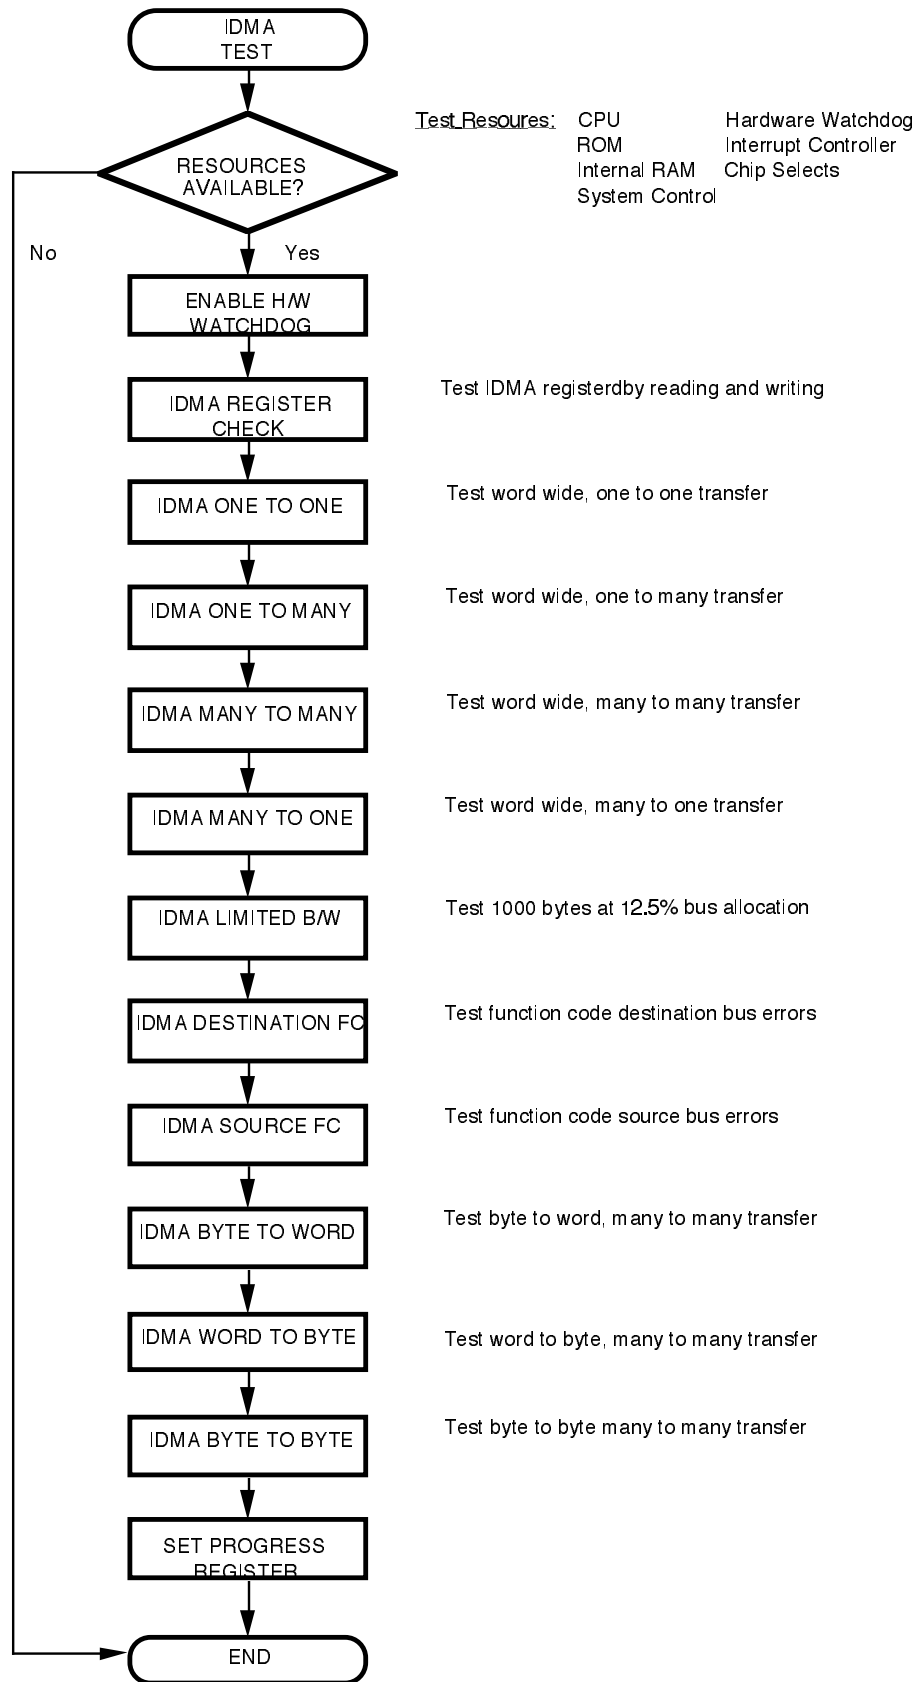 IDMA
TEST
Test Resoures: CPU Hardware Watchdog
ROM Interrupt Controller
Internal RAM Chip Selects
System Control
RESOURCES
AVAILABLE?
No
Yes
ENABLE H/W
WATCHDOG
IDMA REGISTER
CHECK
Test IDMA registerdby reading and writing
IDMA ONE TO ONE
Test word wide, one to one transfer
IDMA ONE TO MANY
Test word wide, one to many transfer
IDMA MANY TO MANY
Test word wide, many to many transfer
IDMA MANY TO ONE
Test word wide, many to one transfer
IDMA LIMITED B/W
Test 1000 bytes at 12.5% bus allocation
IDMA DESTINATION FC
Test function code destination bus errors
IDMA SOURCE FC
Test function code source bus errors
IDMA BYTE TO WORD
Test byte to word, many to many transfer
IDMA WORD TO BYTE
Test word to byte, many to many transfer
IDMA BYTE TO BYTE
Test byte to byte many to many transfer
SET PROGRESS
REGISTER
END